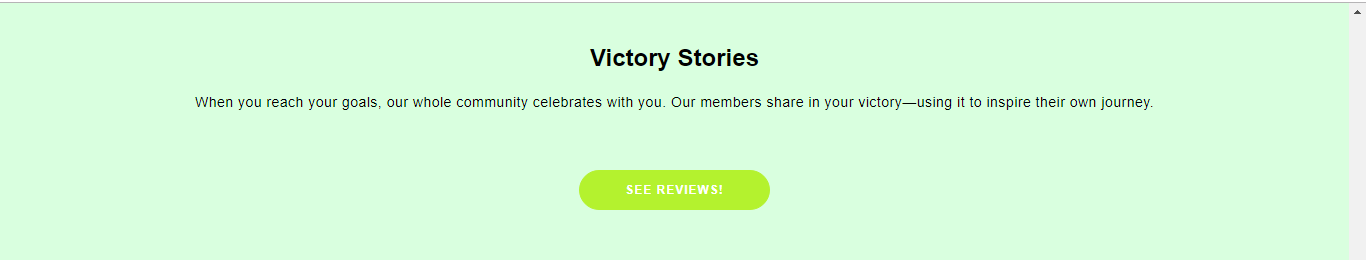 Victory Stories
When you reach your goals, our whole community celebrates with you. Our members share in your victory—using it to inspire their own journey.
SEE REVIEWS!